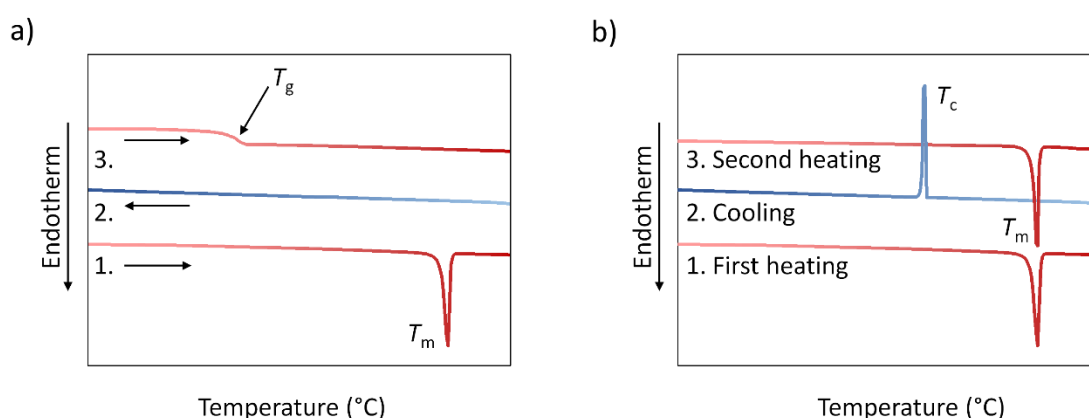 a)
Tg
Endotherm
3.
2.
1.
Tm
Temperature (°C)
b)
Tc
Endotherm
3. Second heating
2. Cooling
Tm
1. First heating
Temperature (°C)